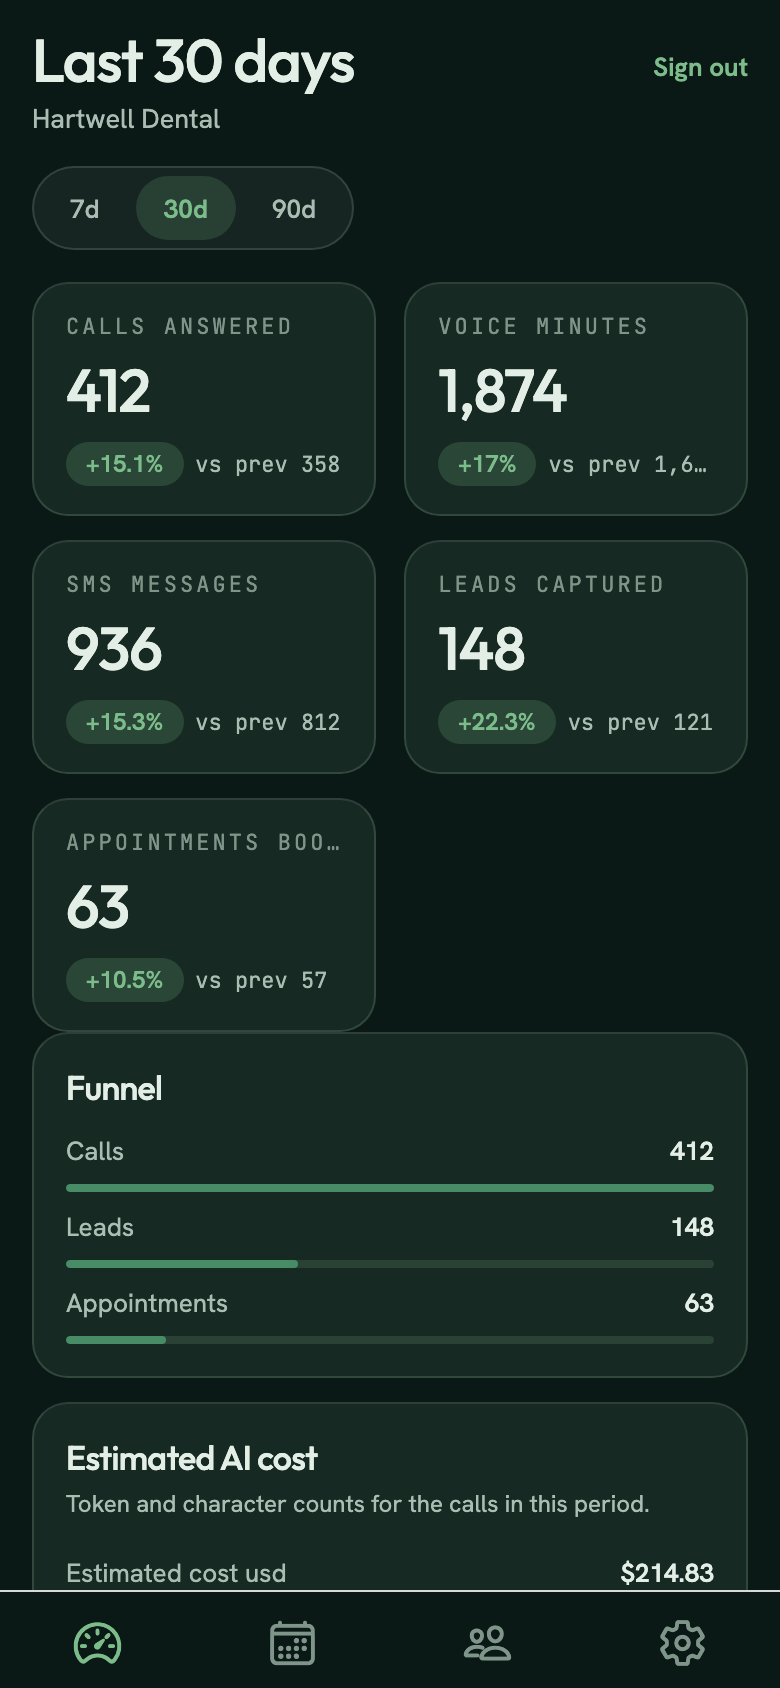 Last 30 days
Sign out
Hartwell Dental
7d 30d 90d
CALLS ANSWERED
412
+15.1% vs prev 358
VOICE MINUTES
1,874
+17% vs prev 1,6…
SMS MESSAGES
936
+15.3% vs prev 812
LEADS CAPTURED
148
+22.3% vs prev 121
APPOINTMENTS BOO…
63
+10.5% vs prev 57
Funnel
Calls 412
Leads 148
Appointments 63
Estimated AI cost
Token and character counts for the calls in this period.
Estimated cost usd $214.83